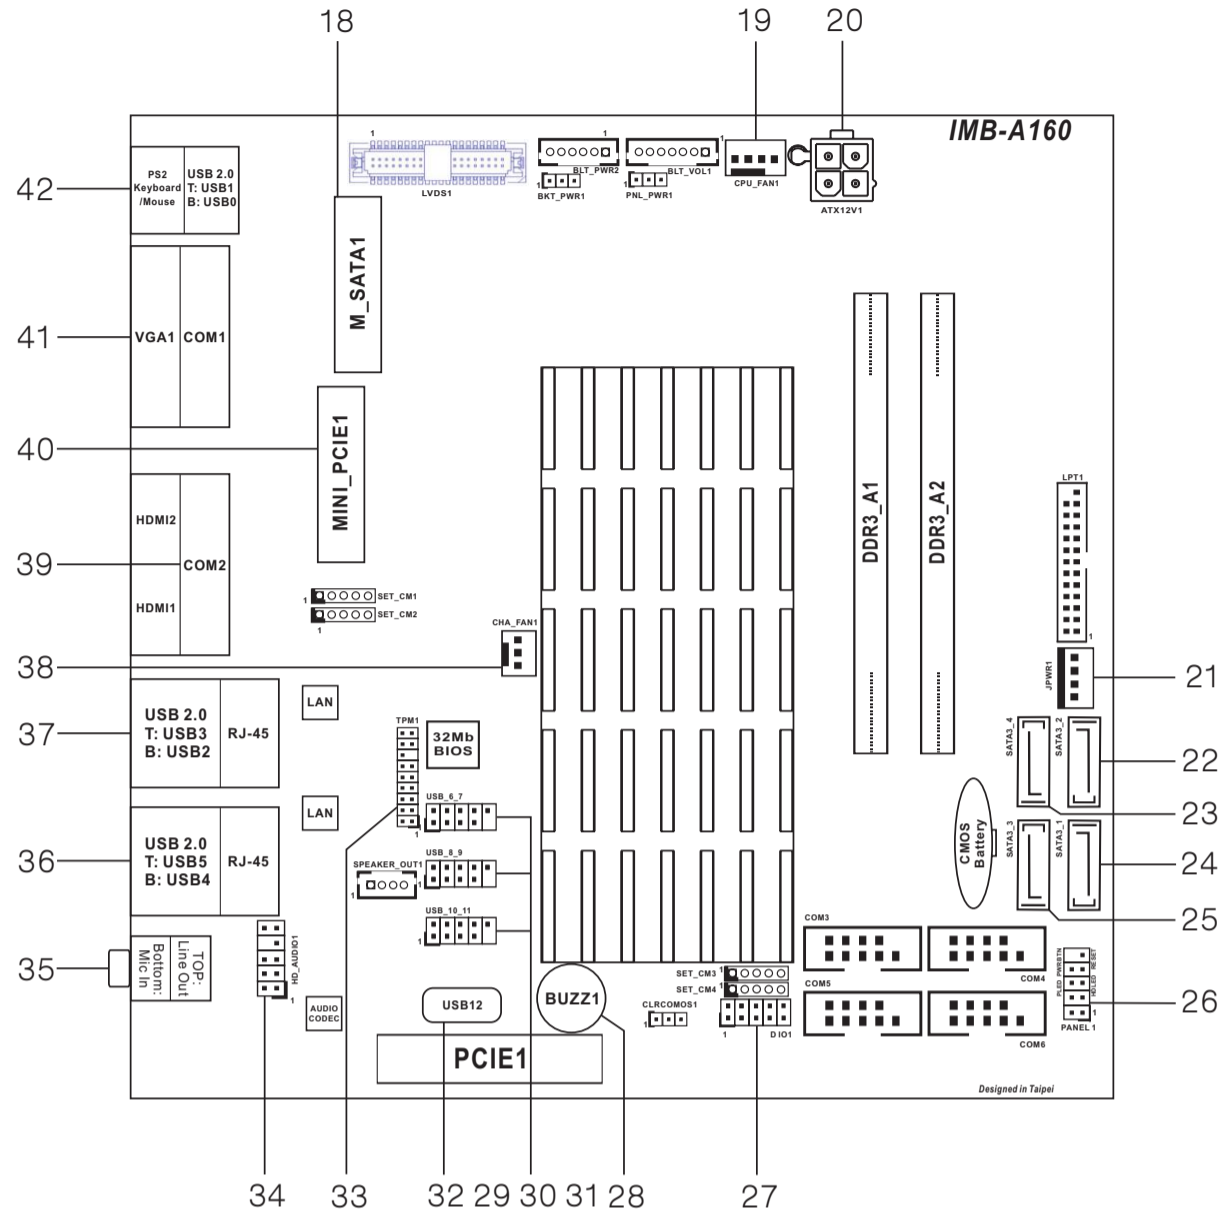 18
19
20
IMB-A160
1
LVDS1
1
BLT_PWR2
1
BKT_PWR1
1
BLT_VOL1
1
PNL_PWR1
CPU_FAN1
ATX12V1
42
PS2
Keyboard
/Mouse
USB 2.0
T: USB1
B: USB0
M_SATA1
41
VGA1
COM1
40
MINI_PCIE1
39
HDMI2
HDMI1
COM2
1
SET_CM1
SET_CM2
1
CHA_FAN1
38
DDR3_A1
DDR3_A2
LPT1
1
JPWR1
21
37
USB 2.0
T: USB3
B: USB2
RJ-45
LAN
TPM1
1
32Mb
BIOS
SATA3_4
SATA3_2
22
23
36
USB 2.0
T: USB5
B: USB4
RJ-45
LAN
USB_6_7
1
SPEAKER_OUT1
1
USB_8_9
1
USB_10_11
1
CMOS
Battery
SATA3_3
SATA3_1
24
25
35
TOP:
Line Out
Bottom:
Mic In
HD_AUDIO1
1
AUDIO
CODEC
USB12
BUZZ1
PCIE1
CLRCOMOS1
1
SET_CM3
1
SET_CM4
1
DIO1
COM3
COM4
COM5
COM6
PLED PWRBTN
HDLED RESET
1
PANEL 1
26
Designed in Taipei
34
33
32
29
30
31
28
27